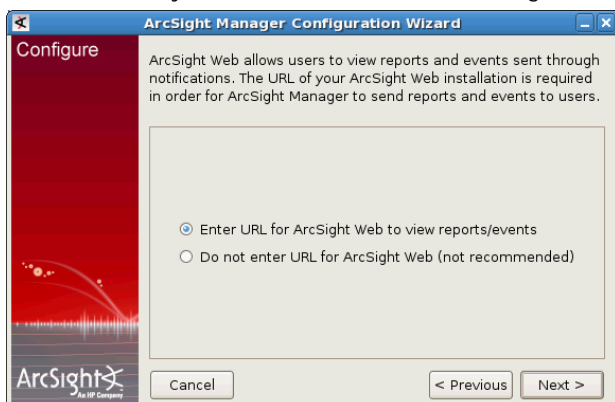 ArcSight Manager Configuration Wizard
Configure
ArcSight Web allows users to view reports and events sent through
notifications. The URL of your ArcSight Web installation is required
in order for ArcSight Manager to send reports and events to users.
Enter URL for ArcSight Web to view reports/events
Do not enter URL for ArcSight Web (not recommended)
ArcSight
An HP Company
Cancel
< Previous
Next >